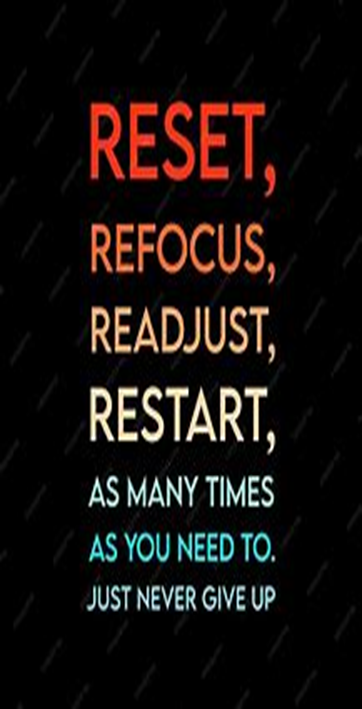 RESET,
REFOCUS,
READJUST,
RESTART,
AS MANY TIMES
AS YOU NEED TO.
JUST NEVER GIVE UP